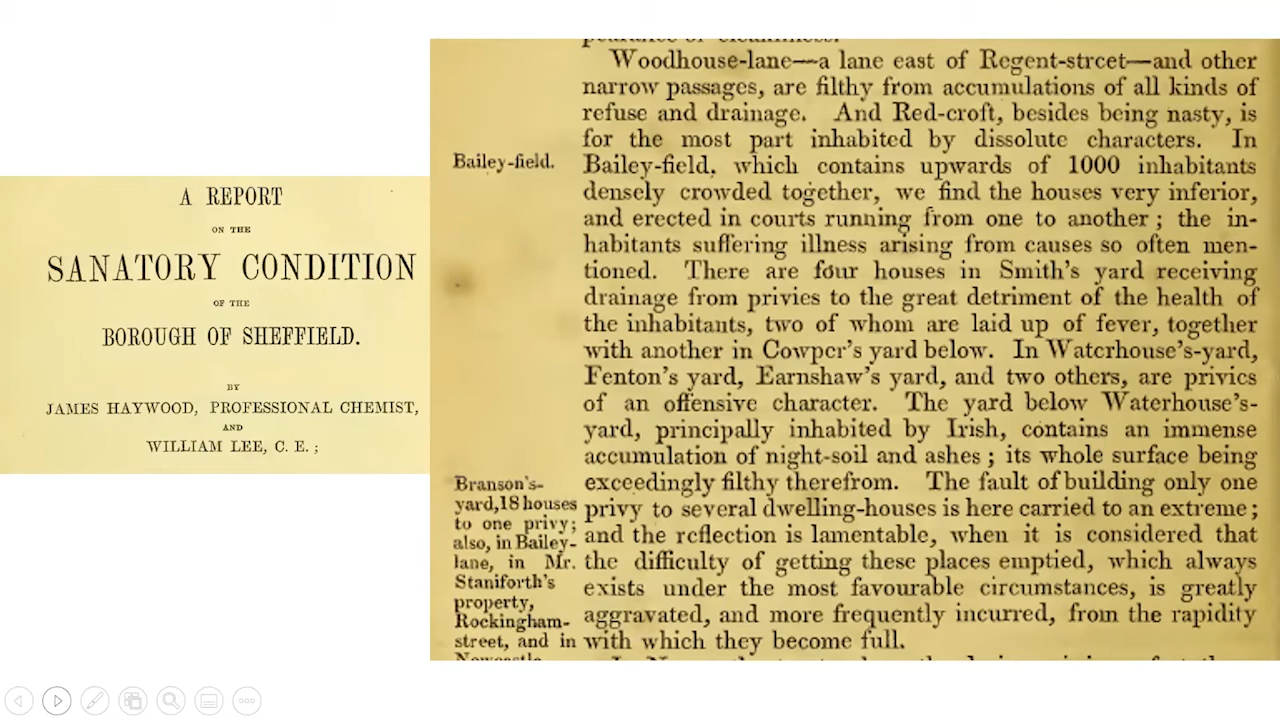 A REPORT
ON THE
SANATORY CONDITION
OF THE
BOROUGH OF SHEFFIELD.
BY
JAMES HAYWOOD, PROFESSIONAL CHEMIST,
AND
WILLIAM LEE, C. E. ;
Woodhouse-lane—a lane east of Regent-street—and other
narrow passages, are filthy from accumulations of all kinds of
refuse and drainage. And Red-croft, besides being nasty, is
for the most part inhabited by dissolute characters. In
Bailey-field.
Bailey-field, which contains upwards of 1000 inhabitants
densely crowded together, we find the houses very inferior,
and erected in courts running from one to another ; the in-
habitants suffering illness arising from causes so often men-
tioned. There are four houses in Smith's yard receiving
drainage from privies to the great detriment of the health of
the inhabitants, two of whom are laid up of fever, together
with another in Cowper's yard below. In Waterhouse's-yard,
Fenton's yard, Earnshaw's yard, and two others, are privies
of an offensive character. The yard below Waterhouse's-
yard, principally inhabited by Irish, contains an immense
accumulation of night-soil and ashes ; its whole surface being
exceedingly filthy therefrom. The fault of building only one
privy to several dwelling-houses is here carried to an extreme ;
and the reflection is lamentable, when it is considered that
the difficulty of getting these places emptied, which always
exists under the most favourable circumstances, is greatly
aggravated, and more frequently incurred, from the rapidity
with which they become full.
Branson's-
yard,18 houses
to one privy;
also, in Bailey-
lane, in Mr.
Staniforth's
property,
Rockingham-
street, and in